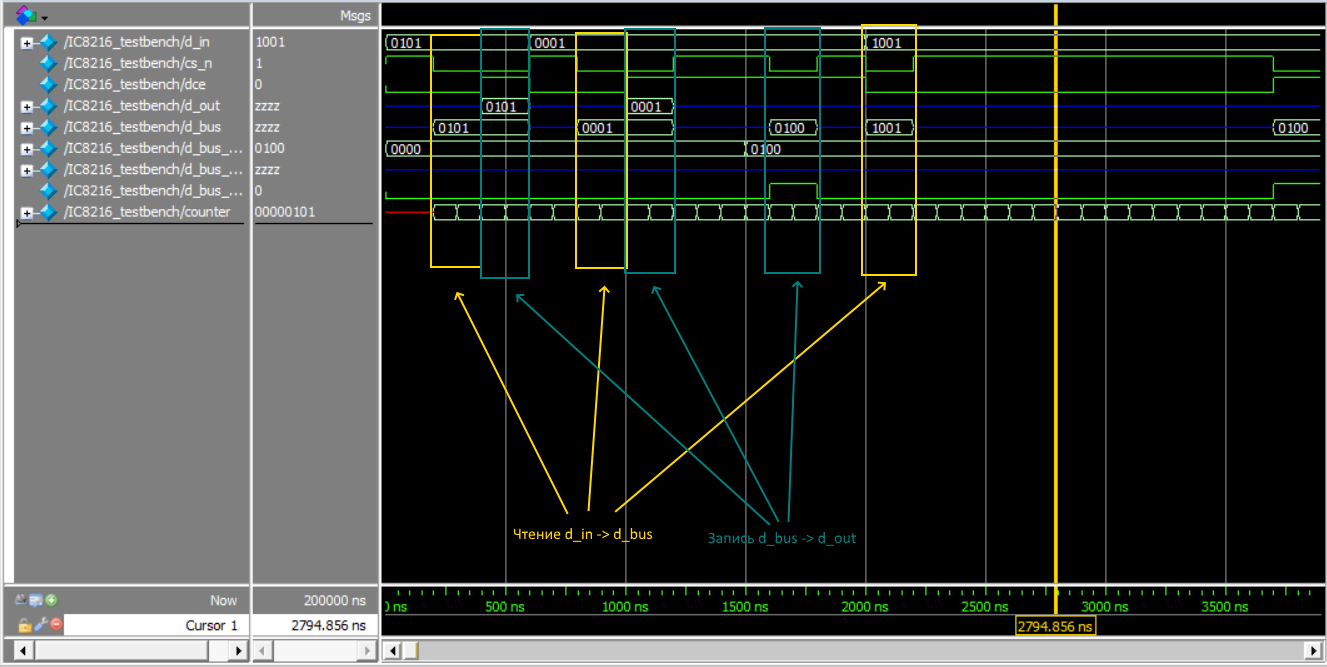 Msgs
/IC8216_testbench/d_in 1001 0101 0001 1001
/IC8216_testbench/cs_n 1
/IC8216_testbench/dce 0
/IC8216_testbench/d_out zzzz 0101 0001
/IC8216_testbench/d_bus zzzz 0101 0001 0100 1001 0100
/IC8216_testbench/d_bus_... 0100 0000 0100
/IC8216_testbench/d_bus_... zzzz
/IC8216_testbench/d_bus_... 0
/IC8216_testbench/counter 00000101
Чтение d_in -> d_bus
Запись d_bus -> d_out
Now 200000 ns 0 ns 500 ns 1000 ns 1500 ns 2000 ns 2500 ns 3000 ns 3500 ns
Cursor 1 2794.856 ns 2794.856 ns